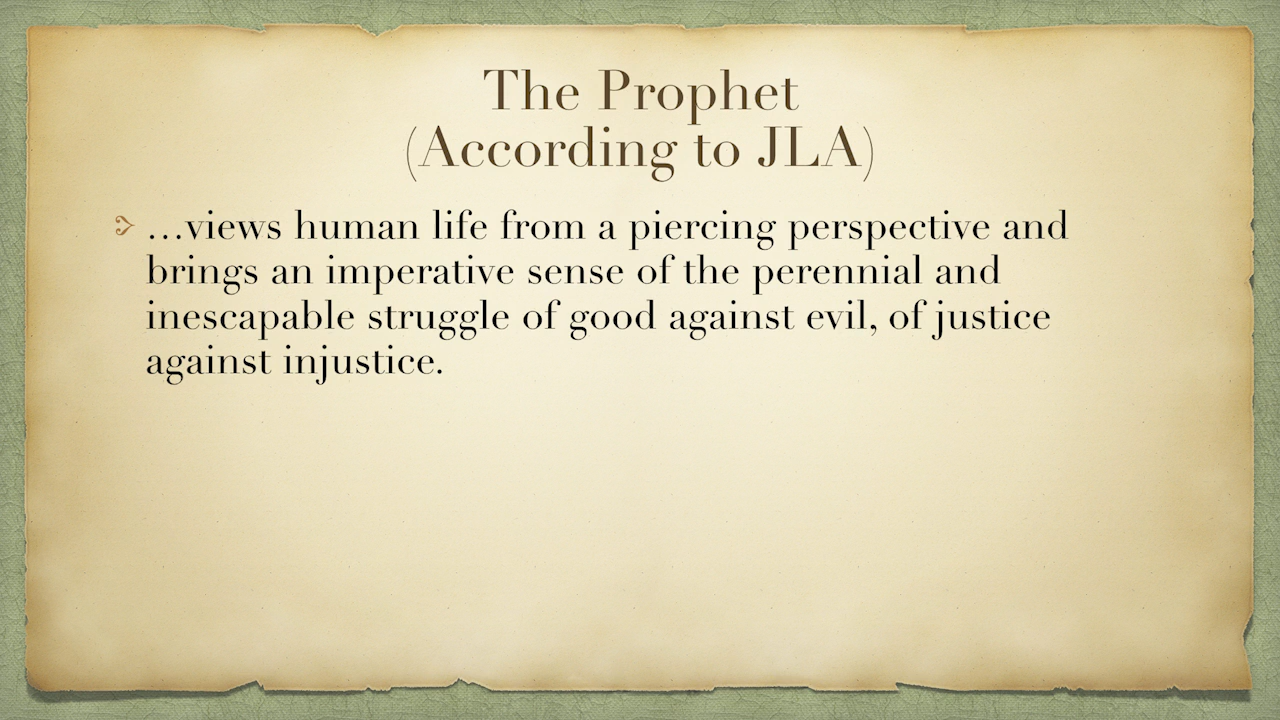 The Prophet
(According to JLA)
…views human life from a piercing perspective and
brings an imperative sense of the perennial and
inescapable struggle of good against evil, of justice
against injustice.